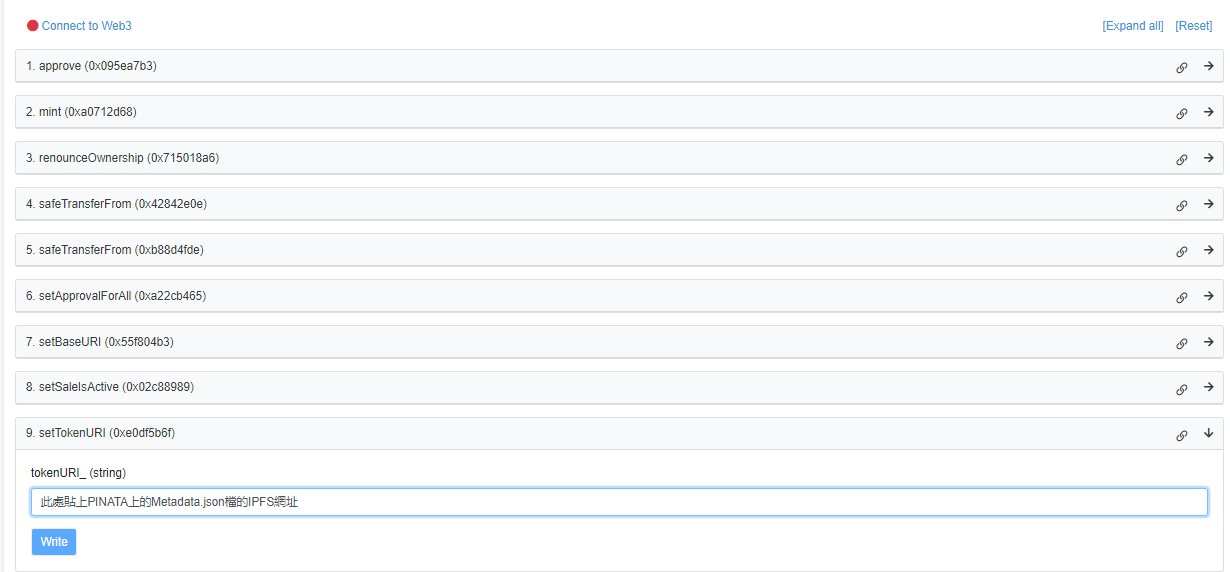 Connect to Web3 [Expand all] [Reset]
1. approve (0x095ea7b3)
2. mint (0xa0712d68)
3. renounceOwnership (0x715018a6)
4. safeTransferFrom (0x42842e0e)
5. safeTransferFrom (0xb88d4fde)
6. setApprovalForAll (0xa22cb465)
7. setBaseURI (0x55f804b3)
8. setSaleIsActive (0x02c88989)
9. setTokenURI (0xe0df5b6f)
tokenURI_ (string)
此處貼上PINATA上的Metadata.json檔的IPFS網址
Write